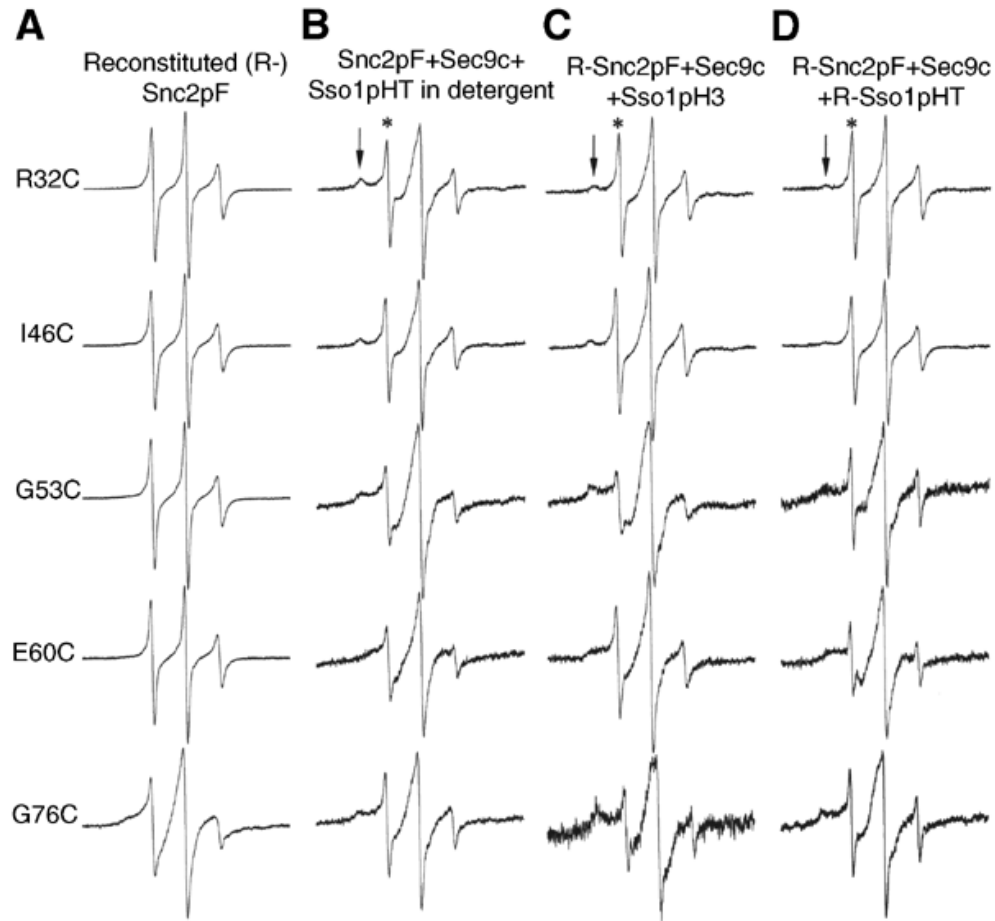 A
B
C
D
Reconstituted (R-)
Snc2pF
Snc2pF+Sec9c+
Sso1pHT in detergent
R-Snc2pF+Sec9c
+Sso1pH3
R-Snc2pF+Sec9c
+R-Sso1pHT
* * *
R32C
I46C
G53C
E60C
G76C